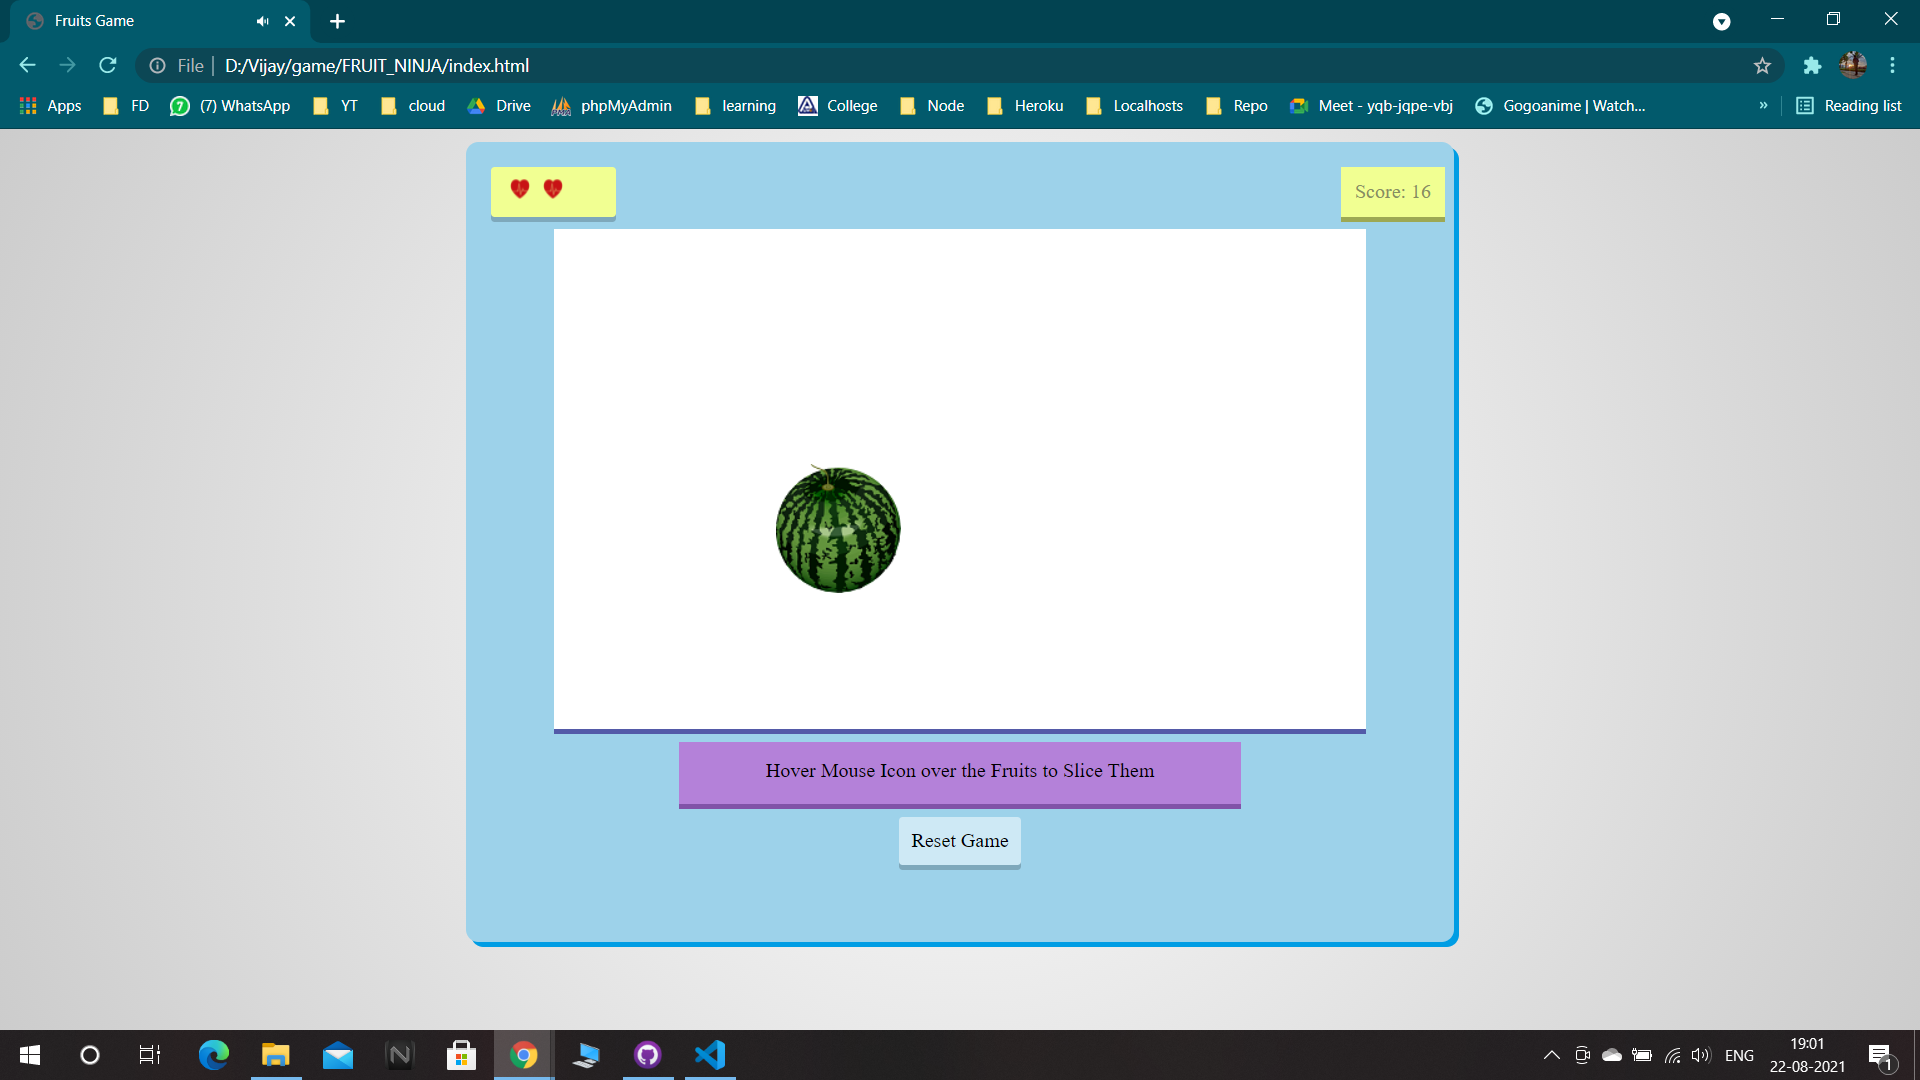 Fruits Game
File
D:/Vijay/game/FRUIT_NINJA/index.html
Apps FD (7) WhatsApp YT cloud Drive phpMyAdmin learning College Node Heroku Localhosts Repo Meet - yqb-jqpe-vbj Gogoanime | Watch... » Reading list
Score: 16
Hover Mouse Icon over the Fruits to Slice Them
Reset Game
ENG
19:01
22-08-2021
1